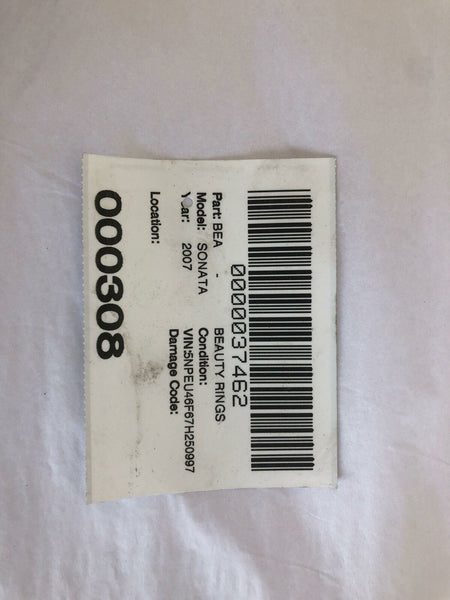 0000037462
Part: BEA - BEAUTY RINGS
Model: SONATA Condition:
Year: 2007 VIN:5NPEU46F67H250997
Damage Code:
Location:
000308